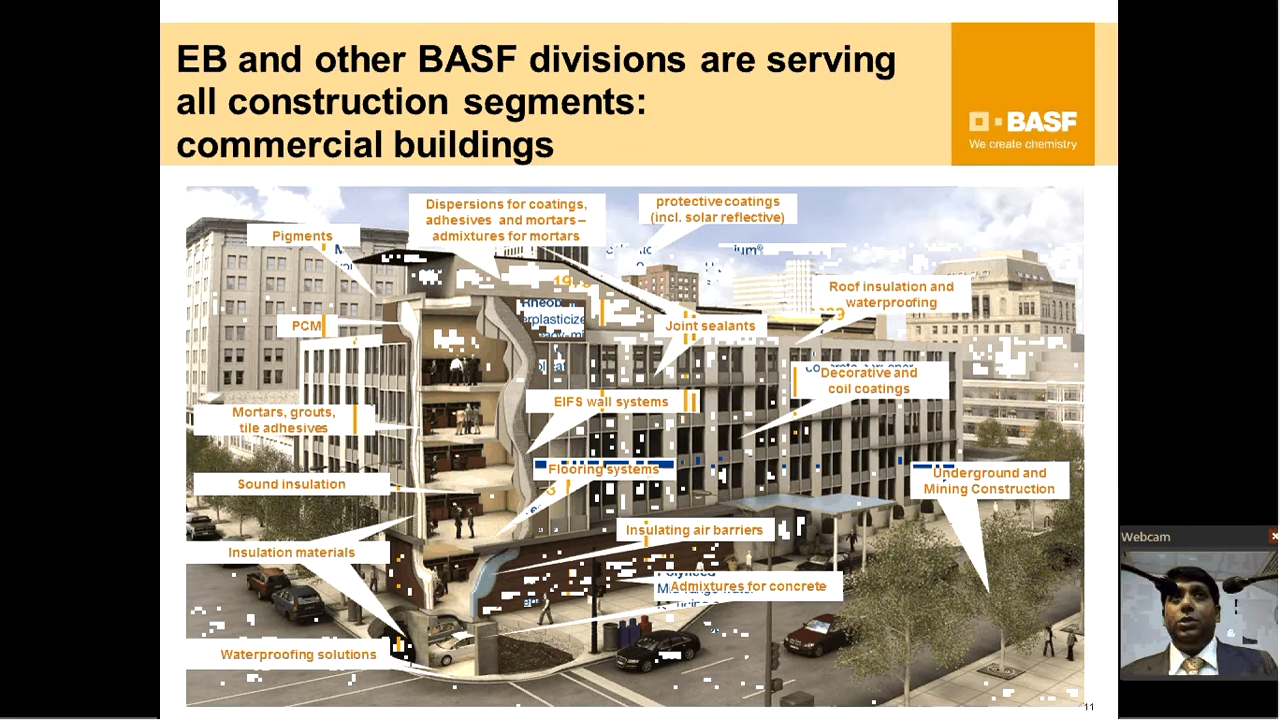 EB and other BASF divisions are serving
all construction segments:
commercial buildings
BASF
We create chemistry
Dispersions for coatings,
adhesives and mortars –
admixtures for mortars
protective coatings
(incl. solar reflective)
Pigments
Roof insulation and
waterproofing
PCM
Joint sealants
Decorative and
coil coatings
EIFS wall systems
Mortars, grouts,
tile adhesives
Flooring systems
Underground and
Mining Construction
Sound insulation
Insulating air barriers
Insulation materials
Admixtures for concrete
Waterproofing solutions
11
Webcam